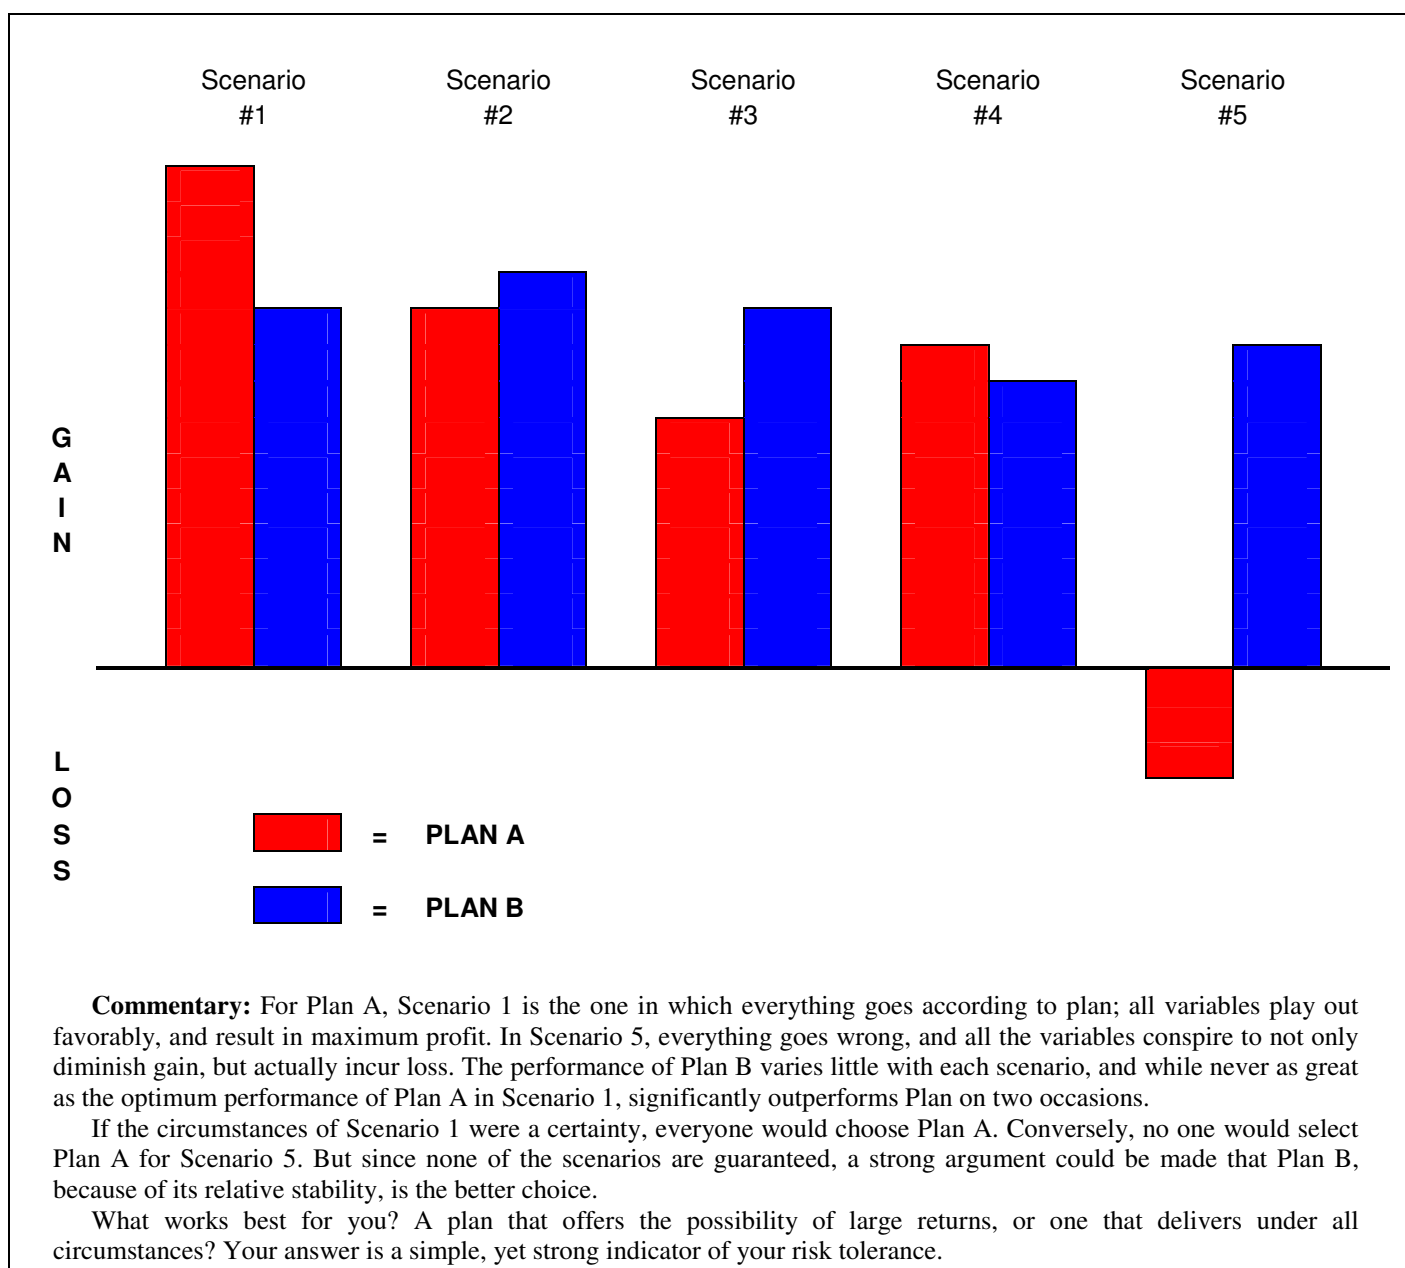 Scenario Scenario Scenario Scenario Scenario
#1 #2 #3 #4 #5
G
A
I
N
L
O
S
S
= PLAN A
= PLAN B
Commentary: For Plan A, Scenario 1 is the one in which everything goes according to plan; all variables play out
favorably, and result in maximum profit. In Scenario 5, everything goes wrong, and all the variables conspire to not only
diminish gain, but actually incur loss. The performance of Plan B varies little with each scenario, and while never as great
as the optimum performance of Plan A in Scenario 1, significantly outperforms Plan on two occasions.
If the circumstances of Scenario 1 were a certainty, everyone would choose Plan A. Conversely, no one would select
Plan A for Scenario 5. But since none of the scenarios are guaranteed, a strong argument could be made that Plan B,
because of its relative stability, is the better choice.
What works best for you? A plan that offers the possibility of large returns, or one that delivers under all
circumstances? Your answer is a simple, yet strong indicator of your risk tolerance.